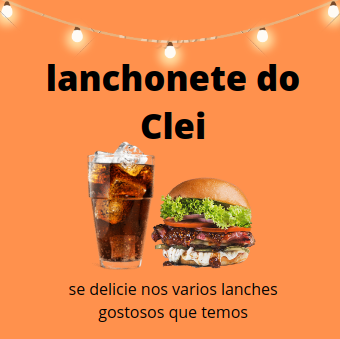 lanchonete do
Clei
se delicie nos varios lanches
gostosos que temos